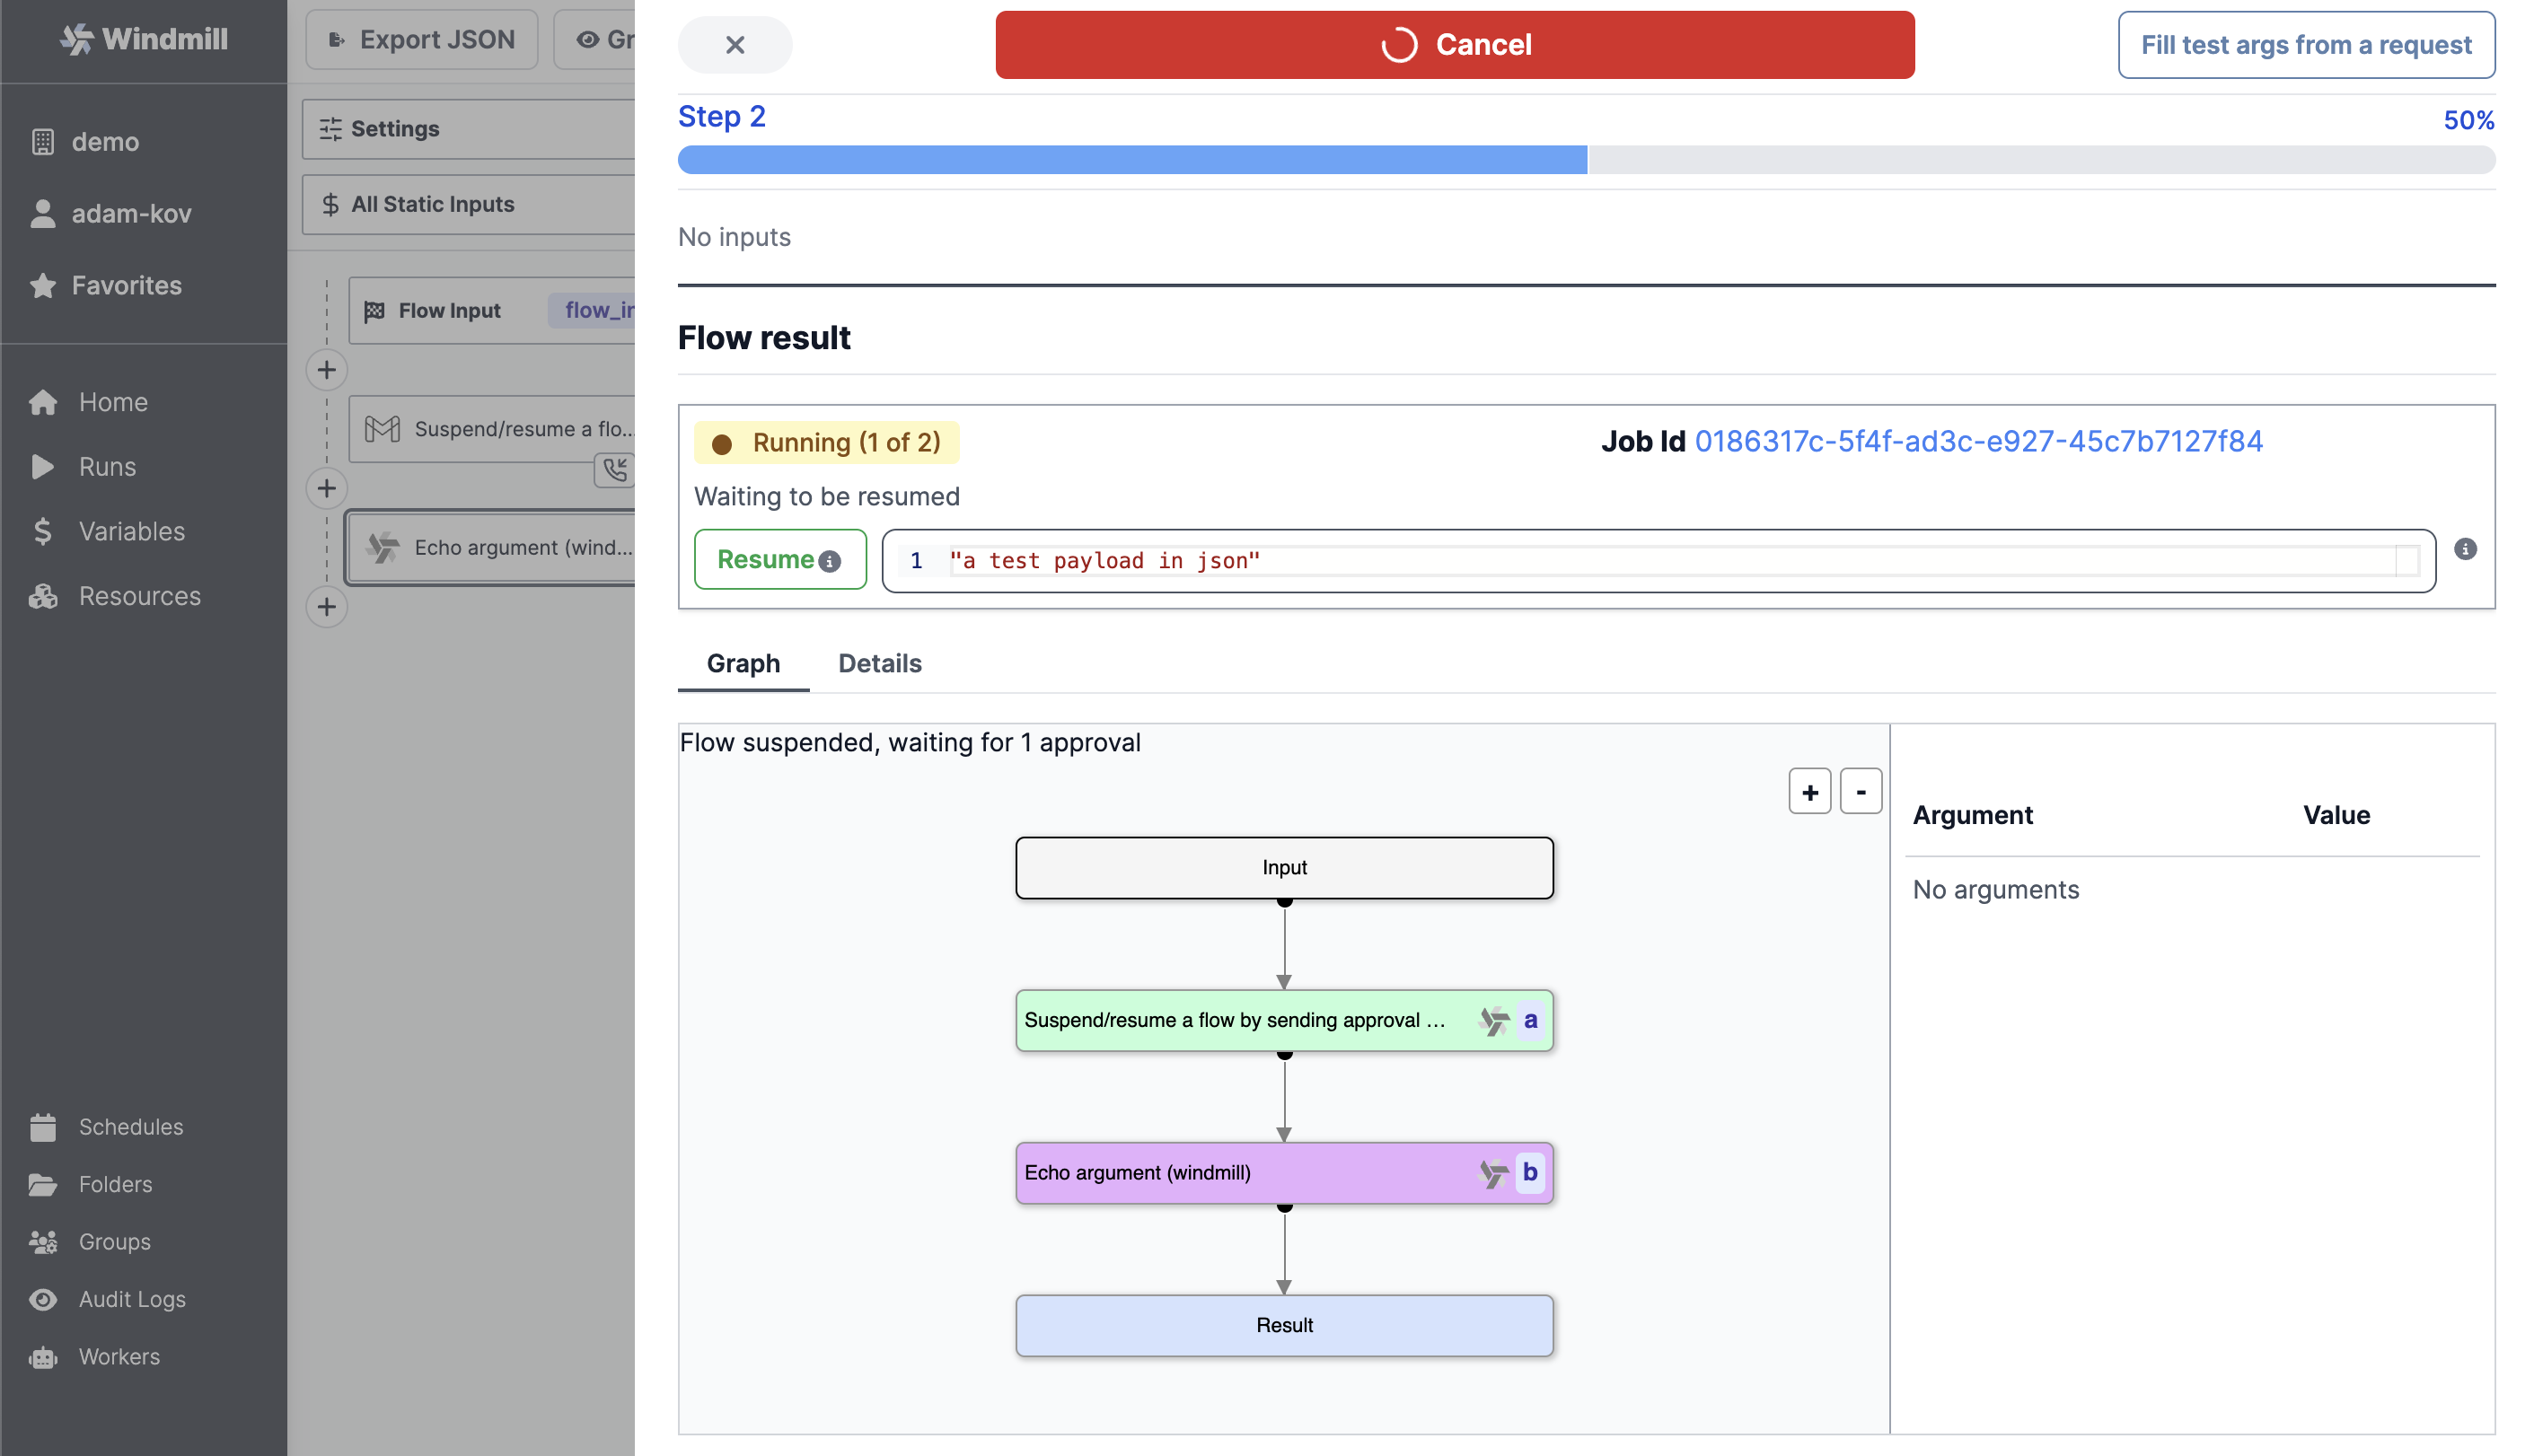 Windmill
demo
adam-kov
Favorites
Home
Runs
Variables
Resources
Schedules
Folders
Groups
Audit Logs
Workers
Export JSON
Gr
Settings
All Static Inputs
Flow Input flow_in
Suspend/resume a flo...
Echo argument (wind...
Cancel
Fill test args from a request
Step 2
50%
No inputs
Flow result
Running (1 of 2)
Job Id 0186317c-5f4f-ad3c-e927-45c7b7127f84
Waiting to be resumed
Resume
1 "a test payload in json"
Graph Details
Flow suspended, waiting for 1 approval
+ -
Input
Suspend/resume a flow by sending approval ... a
Echo argument (windmill) b
Result
Argument Value
No arguments